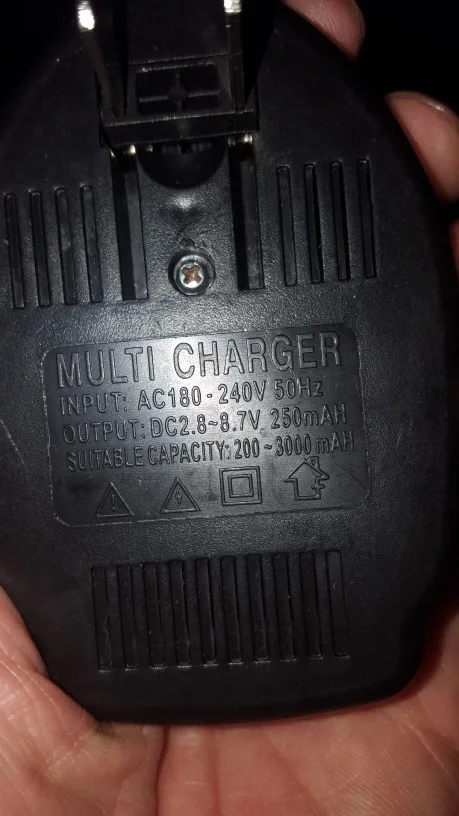 MULTI CHARGER
INPUT: AC180-240V 50Hz
OUTPUT: DC2.8~8.7V 250mAH
SUITABLE CAPACITY: 200~3000 mAH